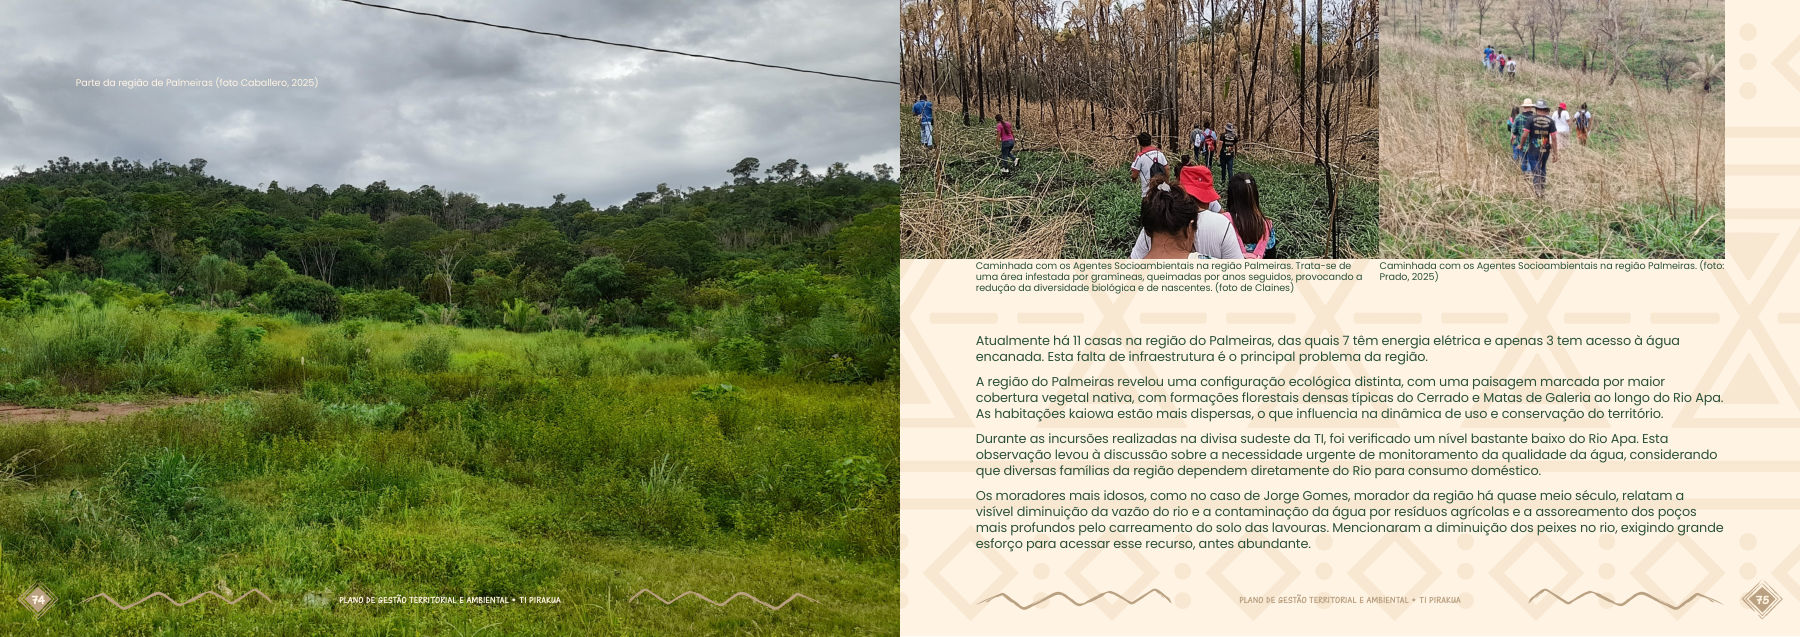 Parte da região de Palmeiras (foto Caballero, 2025)
74
PLANO DE GESTÃO TERRITORIAL E AMBIENTAL • TI PIRAKUA
Caminhada com os Agentes Socioambientais na região Palmeiras. Trata-se de
uma área infestada por gramíneas, queimadas por anos seguidos, provocando a
redução da diversidade biológica e de nascentes. (foto de Claines)
Caminhada com os Agentes Socioambientais na região Palmeiras. (foto:
Prado, 2025)
Atualmente há 11 casas na região do Palmeiras, das quais 7 têm energia elétrica e apenas 3 tem acesso à água
encanada. Esta falta de infraestrutura é o principal problema da região.
A região do Palmeiras revelou uma configuração ecológica distinta, com uma paisagem marcada por maior
cobertura vegetal nativa, com formações florestais densas típicas do Cerrado e Matas de Galeria ao longo do Rio Apa.
As habitações kaiowa estão mais dispersas, o que influencia na dinâmica de uso e conservação do território.
Durante as incursões realizadas na divisa sudeste da TI, foi verificado um nível bastante baixo do Rio Apa. Esta
observação levou à discussão sobre a necessidade urgente de monitoramento da qualidade da água, considerando
que diversas famílias da região dependem diretamente do Rio para consumo doméstico.
Os moradores mais idosos, como no caso de Jorge Gomes, morador da região há quase meio século, relatam a
visível diminuição da vazão do rio e a contaminação da água por resíduos agrícolas e a assoreamento dos poços
mais profundos pelo carreamento do solo das lavouras. Mencionaram a diminuição dos peixes no rio, exigindo grande
esforço para acessar esse recurso, antes abundante.
PLANO DE GESTÃO TERRITORIAL E AMBIENTAL • TI PIRAKUA
75